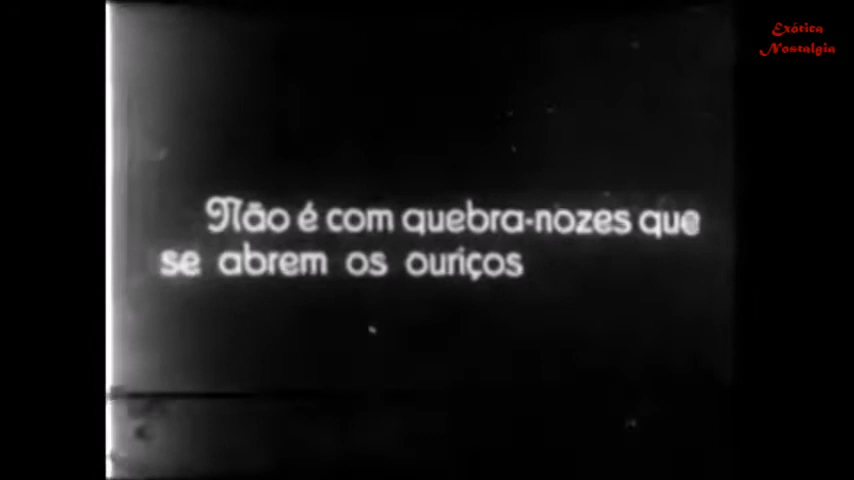 Exótica
Nostalgia
Não é com quebra-nozes que
se abrem os ouriços